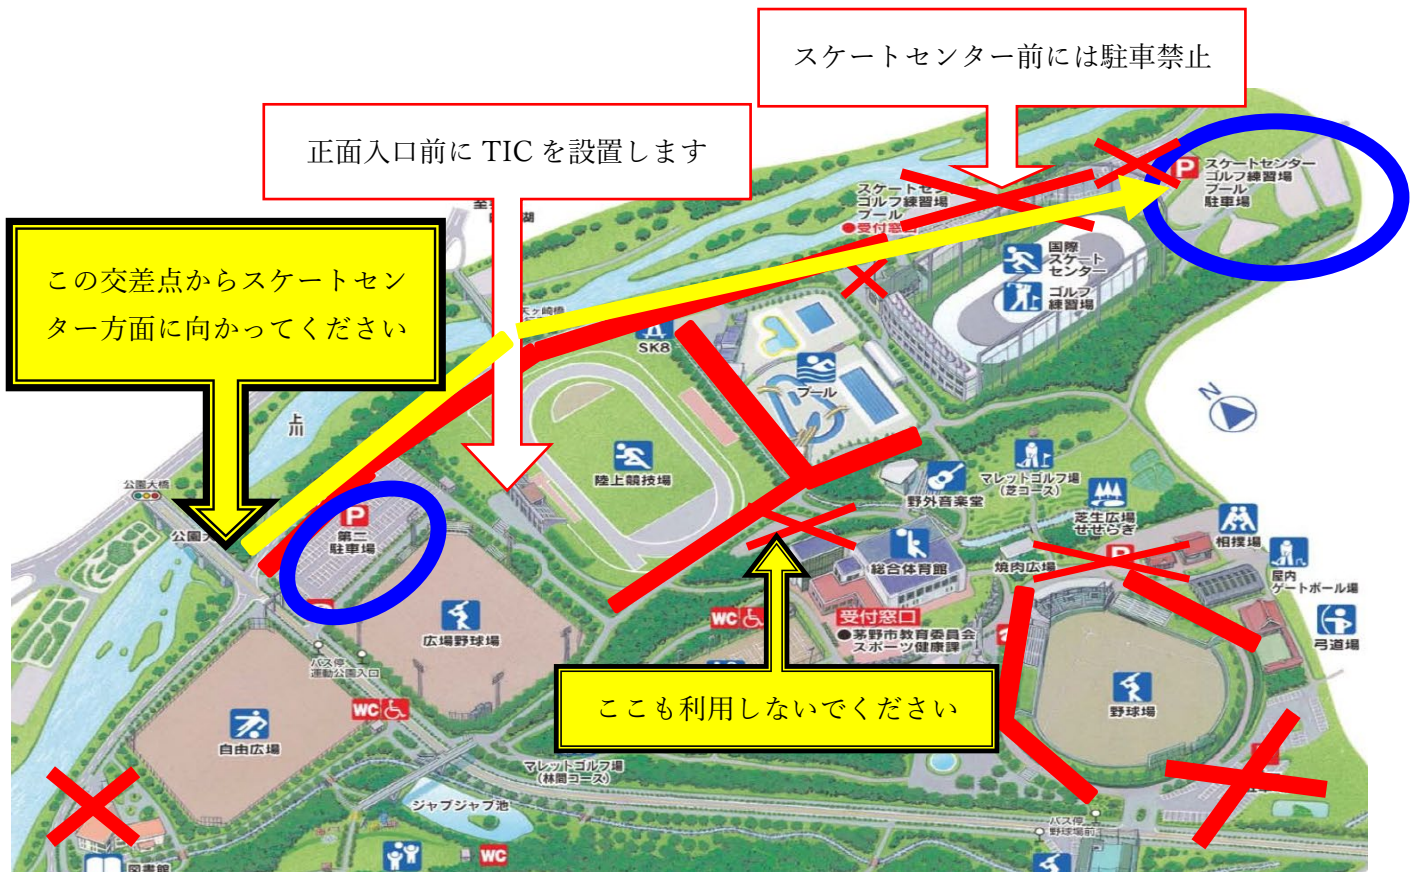 スケートセンター前には駐車禁止
正面入口前に TIC を設置します
この交差点からスケートセン
ター方面に向かってください
ここも利用しないでください
P
スケートセンター
ゴルフ練習場
プール
駐車場
スケートセン
ゴルフ練習場
プール
●受付窓口
国際
スケート
センター
ゴルフ
練習場
SK8
プール
上川
陸上競技場
公園大橋
P
第二
駐車場
野外音楽堂
マレットゴルフ場
(芝コース)
芝生広場
せせらぎ
相撲場
屋内
ゲートボール場
弓道場
総合体育館
焼肉広場
P
受付窓口
●茅野市教育委員会
スポーツ健康課
WC
広場野球場
バス停
運動公園入口
WC
自由広場
野球場
マレットゴルフ場
(林間コース)
ジャブジャブ池
バス停
野球場前
WC
図書館
N